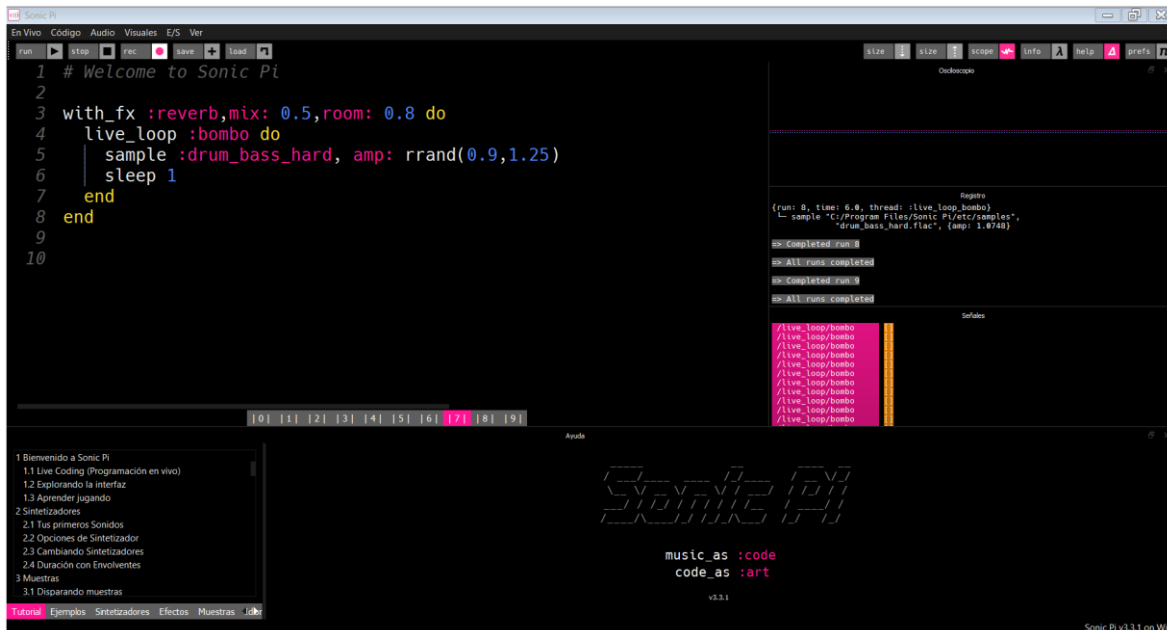 Sonic Pi
En Vivo Código Audio Visuales E/S Ver
run stop rec save load size size scope info help prefs
1 # Welcome to Sonic Pi
2
3 with_fx :reverb,mix: 0.5,room: 0.8 do
4 live_loop :bombo do
5 sample :drum_bass_hard, amp: rrand(0.9,1.25)
6 sleep 1
7 end
8 end
9
10
|0| |1| |2| |3| |4| |5| |6| |7| |8| |9|
Osciloscopio
Registro
{run: 8, time: 6.0, thread: :live_loop_bombo}
└─ sample "C:/Program Files/Sonic Pi/etc/samples",
"drum_bass_hard.flac", {amp: 1.0748}
=> Completed run 8
=> All runs completed
=> Completed run 9
=> All runs completed
Señales
/live_loop/bombo
/live_loop/bombo
/live_loop/bombo
/live_loop/bombo
/live_loop/bombo
/live_loop/bombo
/live_loop/bombo
/live_loop/bombo
/live_loop/bombo
/live_loop/bombo
Ayuda
1 Bienvenido a Sonic Pi
1.1 Live Coding (Programación en vivo)
1.2 Explorando la interfaz
1.3 Aprender jugando
2 Sintetizadores
2.1 Tus primeros Sonidos
2.2 Opciones de Sintetizador
2.3 Cambiando Sintetizadores
2.4 Duración con Envolventes
3 Muestras
3.1 Disparando muestras
Tutorial Ejemplos Sintetizadores Efectos Muestras
Sonic Pi
music_as :code
code_as :art
v3.3.1
Sonic Pi v3.3.1 on